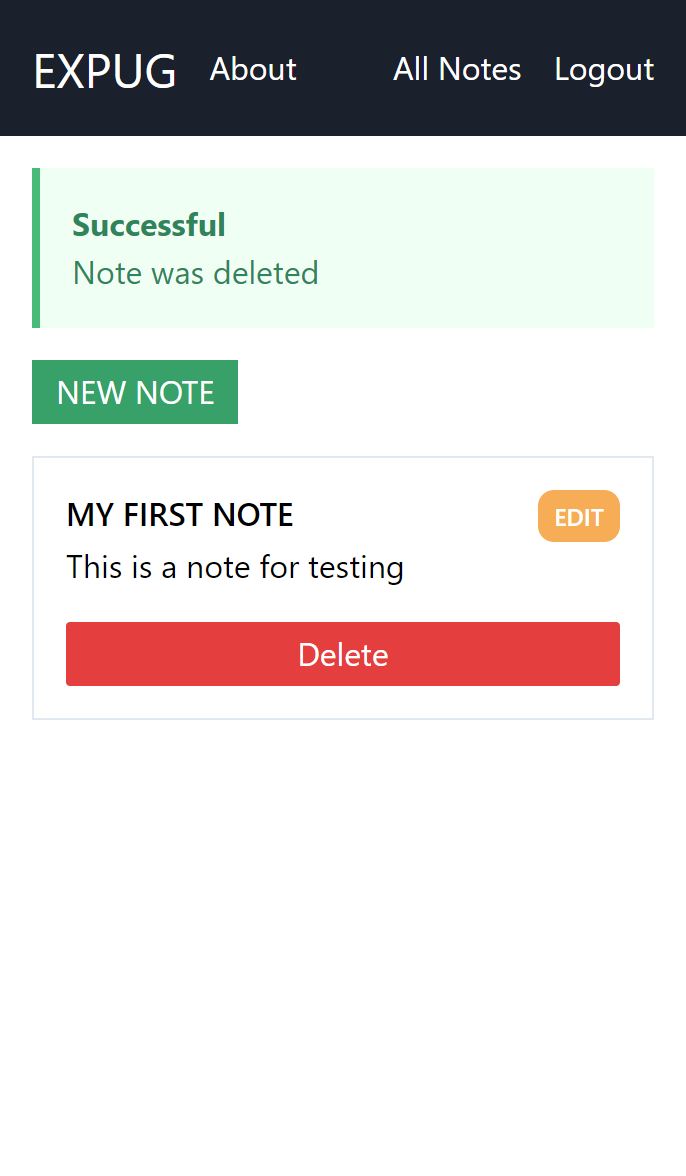 EXPUG About All Notes Logout
Successful
Note was deleted
NEW NOTE
MY FIRST NOTE EDIT
This is a note for testing
Delete